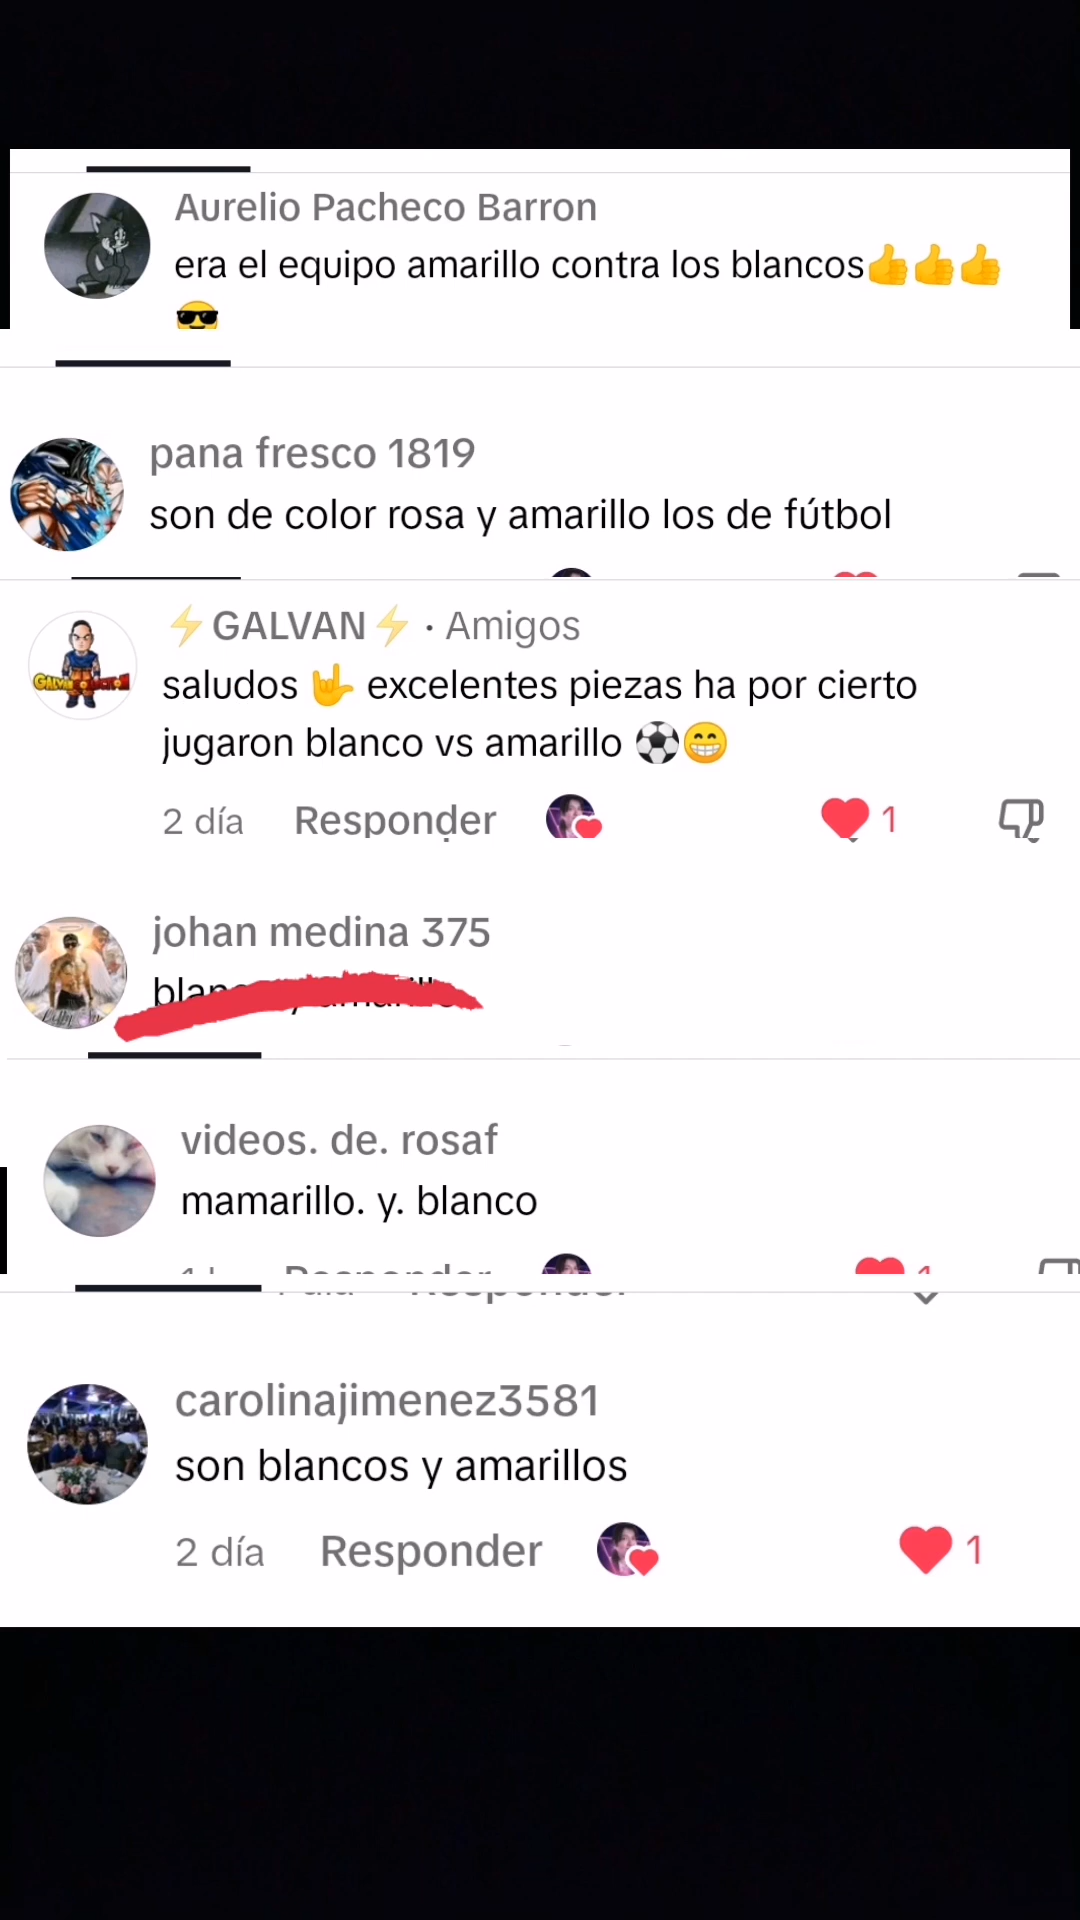 Aurelio Pacheco Barron
era el equipo amarillo contra los blancos👍👍👍
😎
pana fresco 1819
son de color rosa y amarillo los de fútbol
⚡GALVAN⚡ · Amigos
saludos 🤟 excelentes piezas ha por cierto
jugaron blanco vs amarillo ⚽😁
2 día Responder 1
johan medina 375
videos. de. rosaf
mamarillo. y. blanco
Responder 1
carolinajimenez3581
son blancos y amarillos
2 día Responder 1